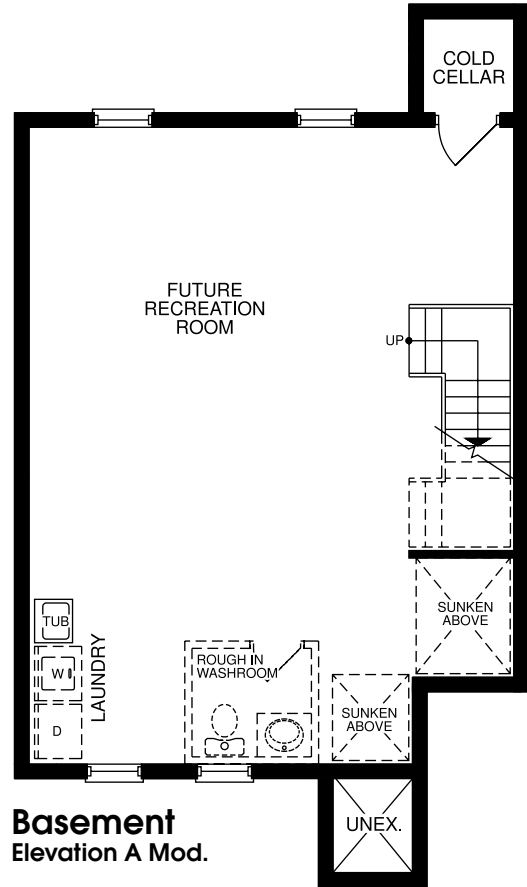 COLD
CELLAR
FUTURE
RECREATION
ROOM
UP
TUB
W
D
LAUNDRY
ROUGH IN
WASHROOM
SUNKEN
ABOVE
SUNKEN
ABOVE
UNEX.
Basement
Elevation A Mod.